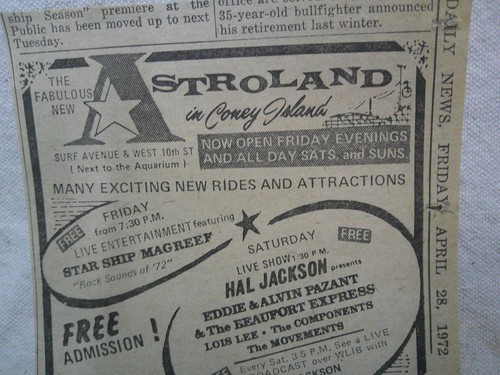 ship Season" premiere at the
Public has been moved up to next
Tuesday.
35-year-old bullfighter announced
his retirement last winter.
DAILY NEWS, FRIDAY, APRIL 28, 1972
THE
FABULOUS
NEW
ASTROLAND
in Coney Island
SURF AVENUE & WEST 10th ST
( Next to the Aquarium )
NOW OPEN FRIDAY EVENINGS
AND ALL DAY SATS. and SUNS.
MANY EXCITING NEW RIDES AND ATTRACTIONS
FRIDAY
from 7:30 P.M.
FREE
LIVE ENTERTAINMENT featuring
STAR SHIP MAGREEF
"Rock Sounds of '72"
FREE
ADMISSION !
SATURDAY
FREE
LIVE SHOW 1:30 P.M.
HAL JACKSON presents
EDDIE & ALVIN PAZANT
& THE BEAUFORT EXPRESS
LOIS LEE • THE COMPONENTS
THE MOVEMENTS
FREE
Every Sat. 3-5 P.M. See a LIVE
BROADCAST over WLIB with
JACKSON